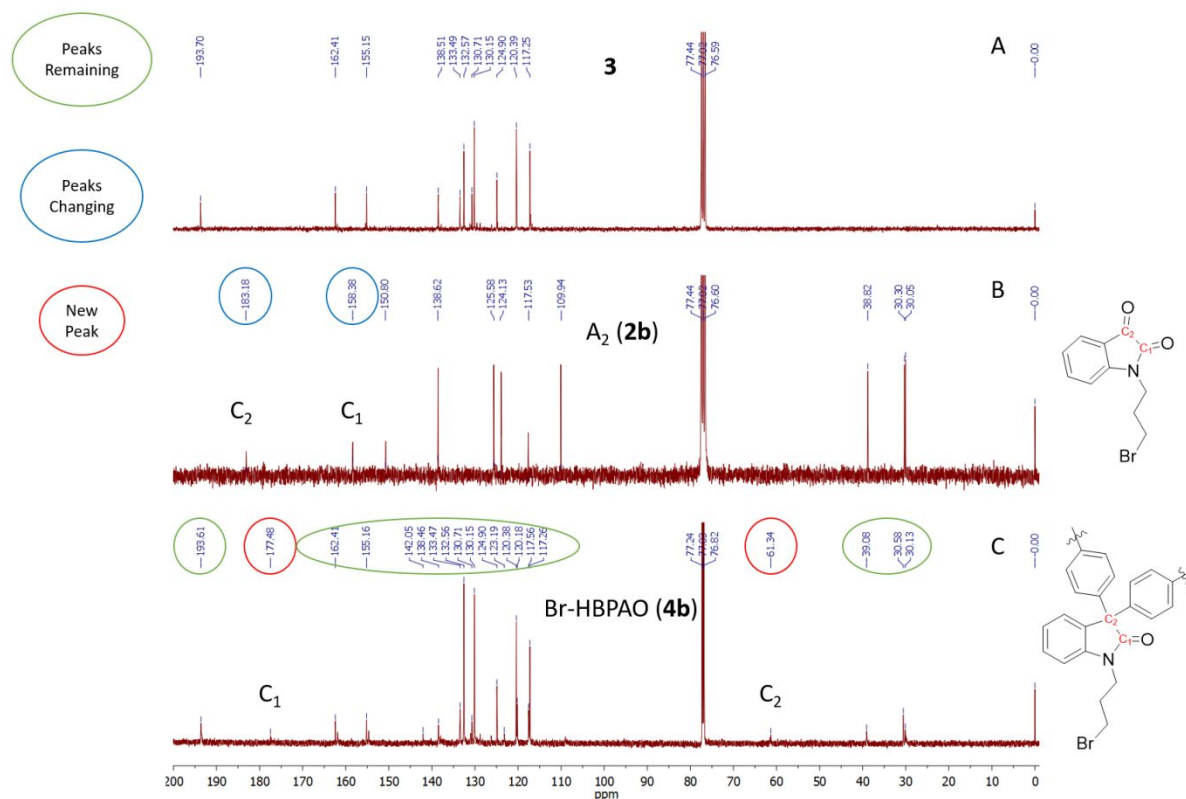 Peaks
Remaining
193.70
162.41
155.15
138.51
133.49
132.57
130.71
130.15
124.90
120.39
117.25
3
77.44
77.02
76.59
A
0.00
Peaks
Changing
New
Peak
183.18
158.38
150.80
138.62
125.58
124.13
117.53
109.94
77.44
77.02
76.60
38.82
30.30
30.05
0.00
B
A2 (2b)
C2
C1
O
C2
C1
O
N
Br
193.61
177.48
162.41
155.16
142.05
138.46
133.47
132.56
130.71
130.15
124.90
123.19
120.38
120.18
117.56
117.26
77.24
77.03
76.82
61.34
39.08
30.58
30.13
0.00
C
Br-HBPAO (4b)
C1
C2
C2
C1
O
N
Br
200 190 180 170 160 150 140 130 120 110 100 90 80 70 60 50 40 30 20 10 0
ppm